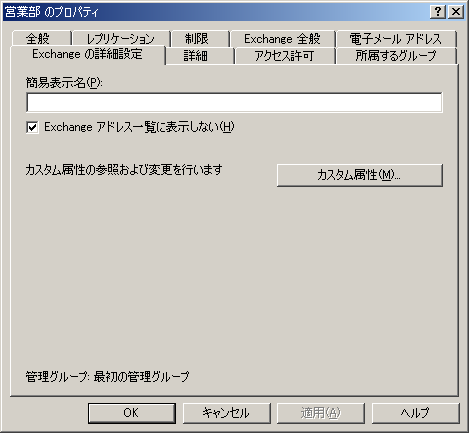 営業部 のプロパティ
全般 レプリケーション 制限 Exchange 全般 電子メール アドレス
Exchange の詳細設定 詳細 アクセス許可 所属するグループ
簡易表示名(P):
Exchange アドレス一覧に表示しない(H)
カスタム属性の参照および変更を行います カスタム属性(M)...
管理グループ: 最初の管理グループ
OK キャンセル 適用(A) ヘルプ